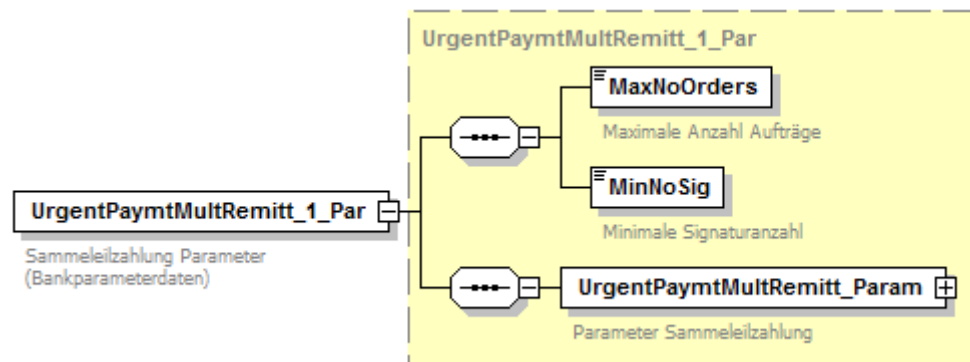 UrgentPaymtMultRemitt_1_Par
MaxNoOrders
Maximale Anzahl Aufträge
MinNoSig
Minimale Signaturanzahl
UrgentPaymtMultRemitt_1_Par
Sammeleilzahlung Parameter
(Bankparameterdaten)
UrgentPaymtMultRemitt_Param
Parameter Sammeleilzahlung